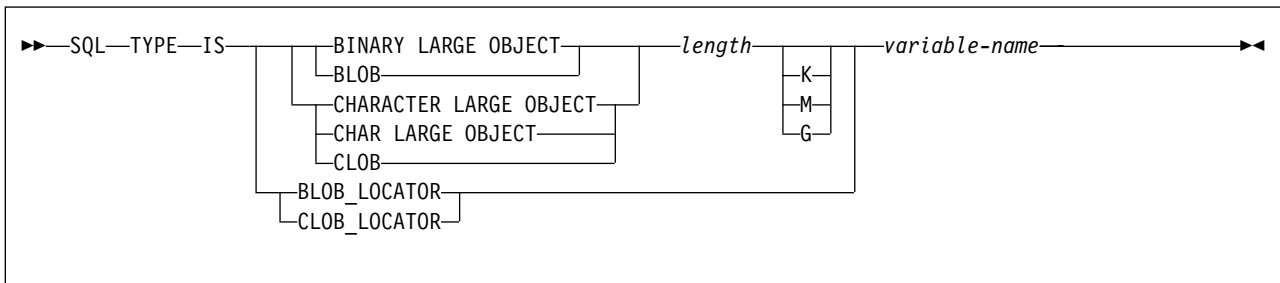 SQL TYPE IS BINARY LARGE OBJECT length variable-name
BLOB K
CHARACTER LARGE OBJECT M
CHAR LARGE OBJECT G
CLOB
BLOB_LOCATOR
CLOB_LOCATOR